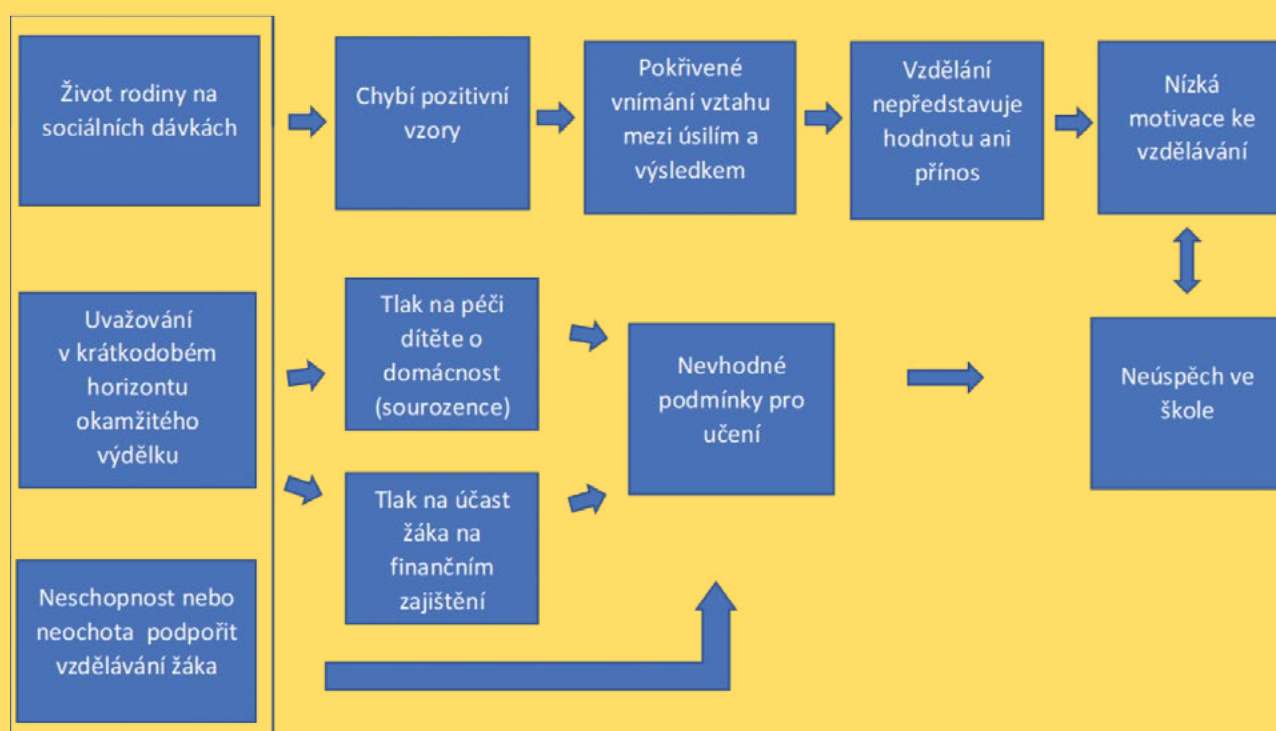 Život rodiny na
sociálních dávkách
Chybí pozitivní
vzory
Pokřivené
vnímání vztahu
mezi úsilím a
výsledkem
Vzdělání
nepředstavuje
hodnotu ani
přínos
Nízká
motivace ke
vzdělávání
Uvažování
v krátkodobém
horizontu
okamžitého
výdělku
Tlak na péči
dítěte o
domácnost
(sourozence)
Nevhodné
podmínky pro
učení
Neúspěch ve
škole
Tlak na účast
žáka na
finančním
zajištění
Neschopnost nebo
neochota podpořit
vzdělávání žáka